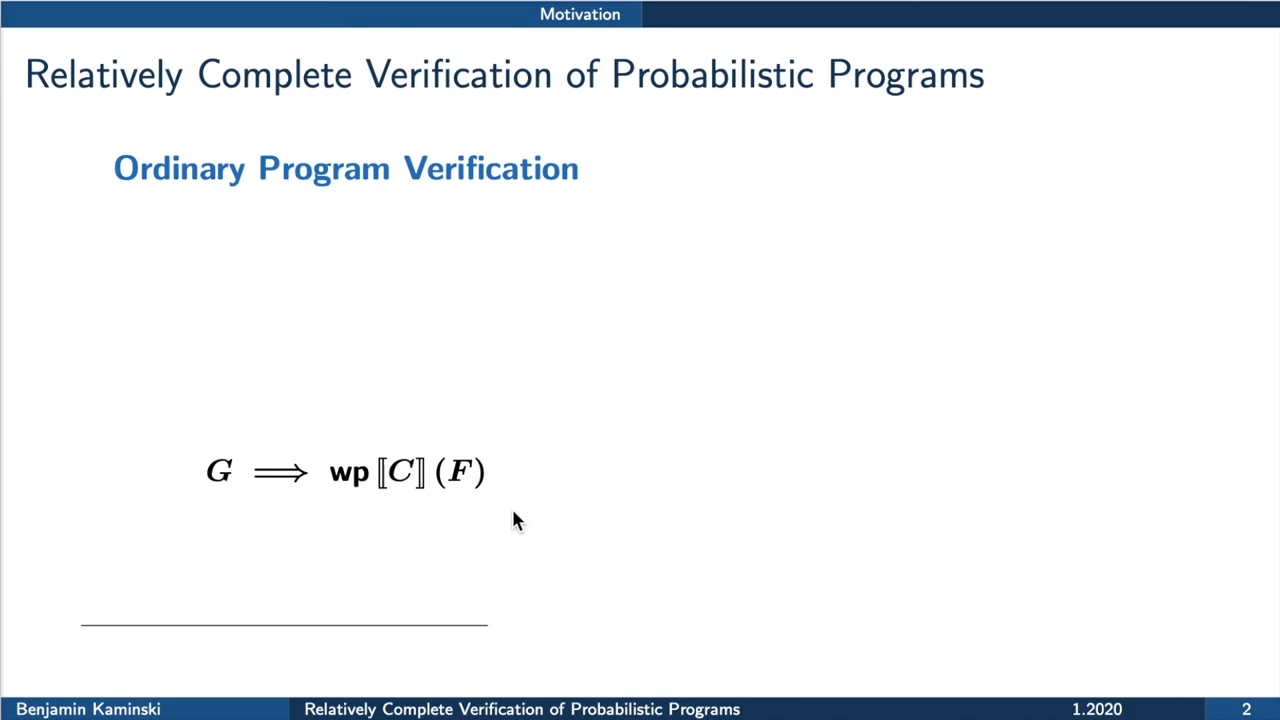 Motivation
Relatively Complete Verification of Probabilistic Programs
Ordinary Program Verification
G ⟹ wp ⟦C⟧ (F)
Benjamin Kaminski Relatively Complete Verification of Probabilistic Programs 1.2020 2